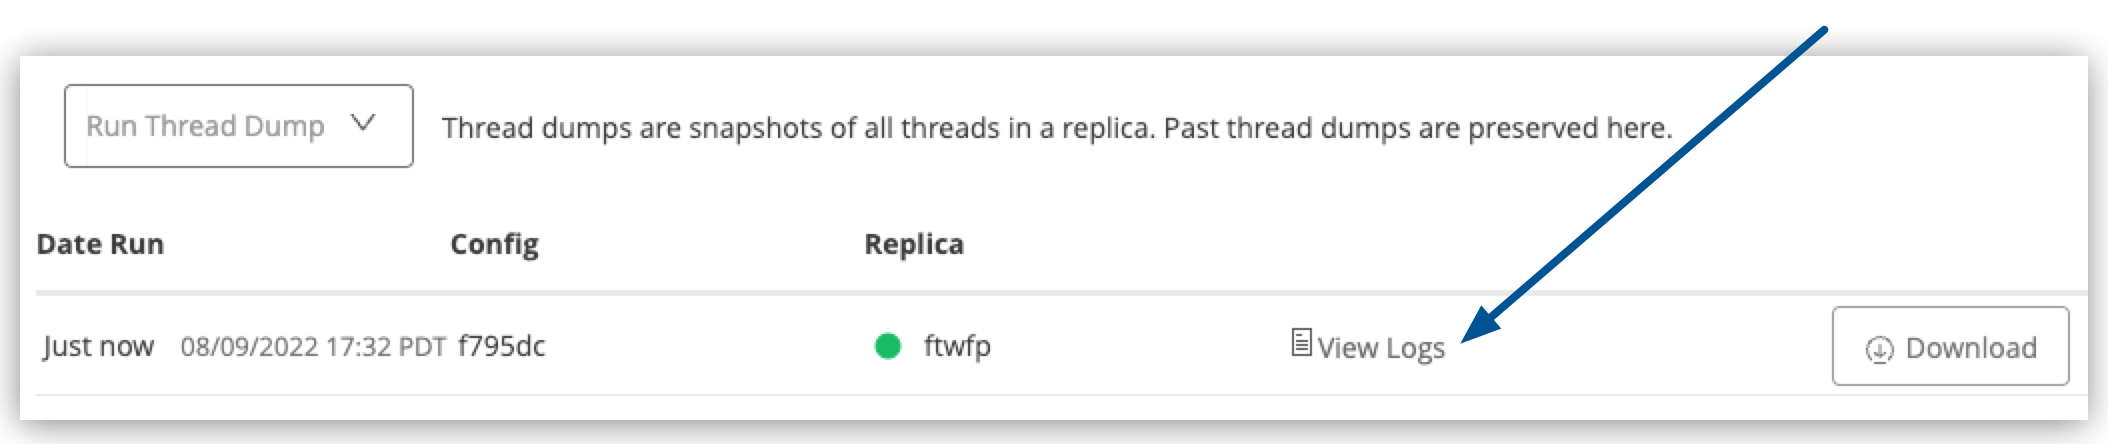 Run Thread Dump Thread dumps are snapshots of all threads in a replica. Past thread dumps are preserved here.
Date Run Config Replica
Just now 08/09/2022 17:32 PDT f795dc ftwfp View Logs Download